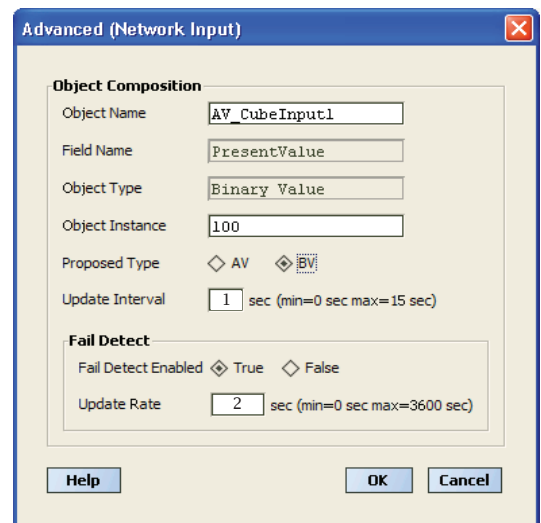 Advanced (Network Input)
Object Composition
Object Name AV_CubeInput1
Field Name PresentValue
Object Type Binary Value
Object Instance 100
Proposed Type AV BV
Update Interval 1 sec (min=0 sec max=15 sec)
Fail Detect
Fail Detect Enabled True False
Update Rate 2 sec (min=0 sec max=3600 sec)
Help OK Cancel